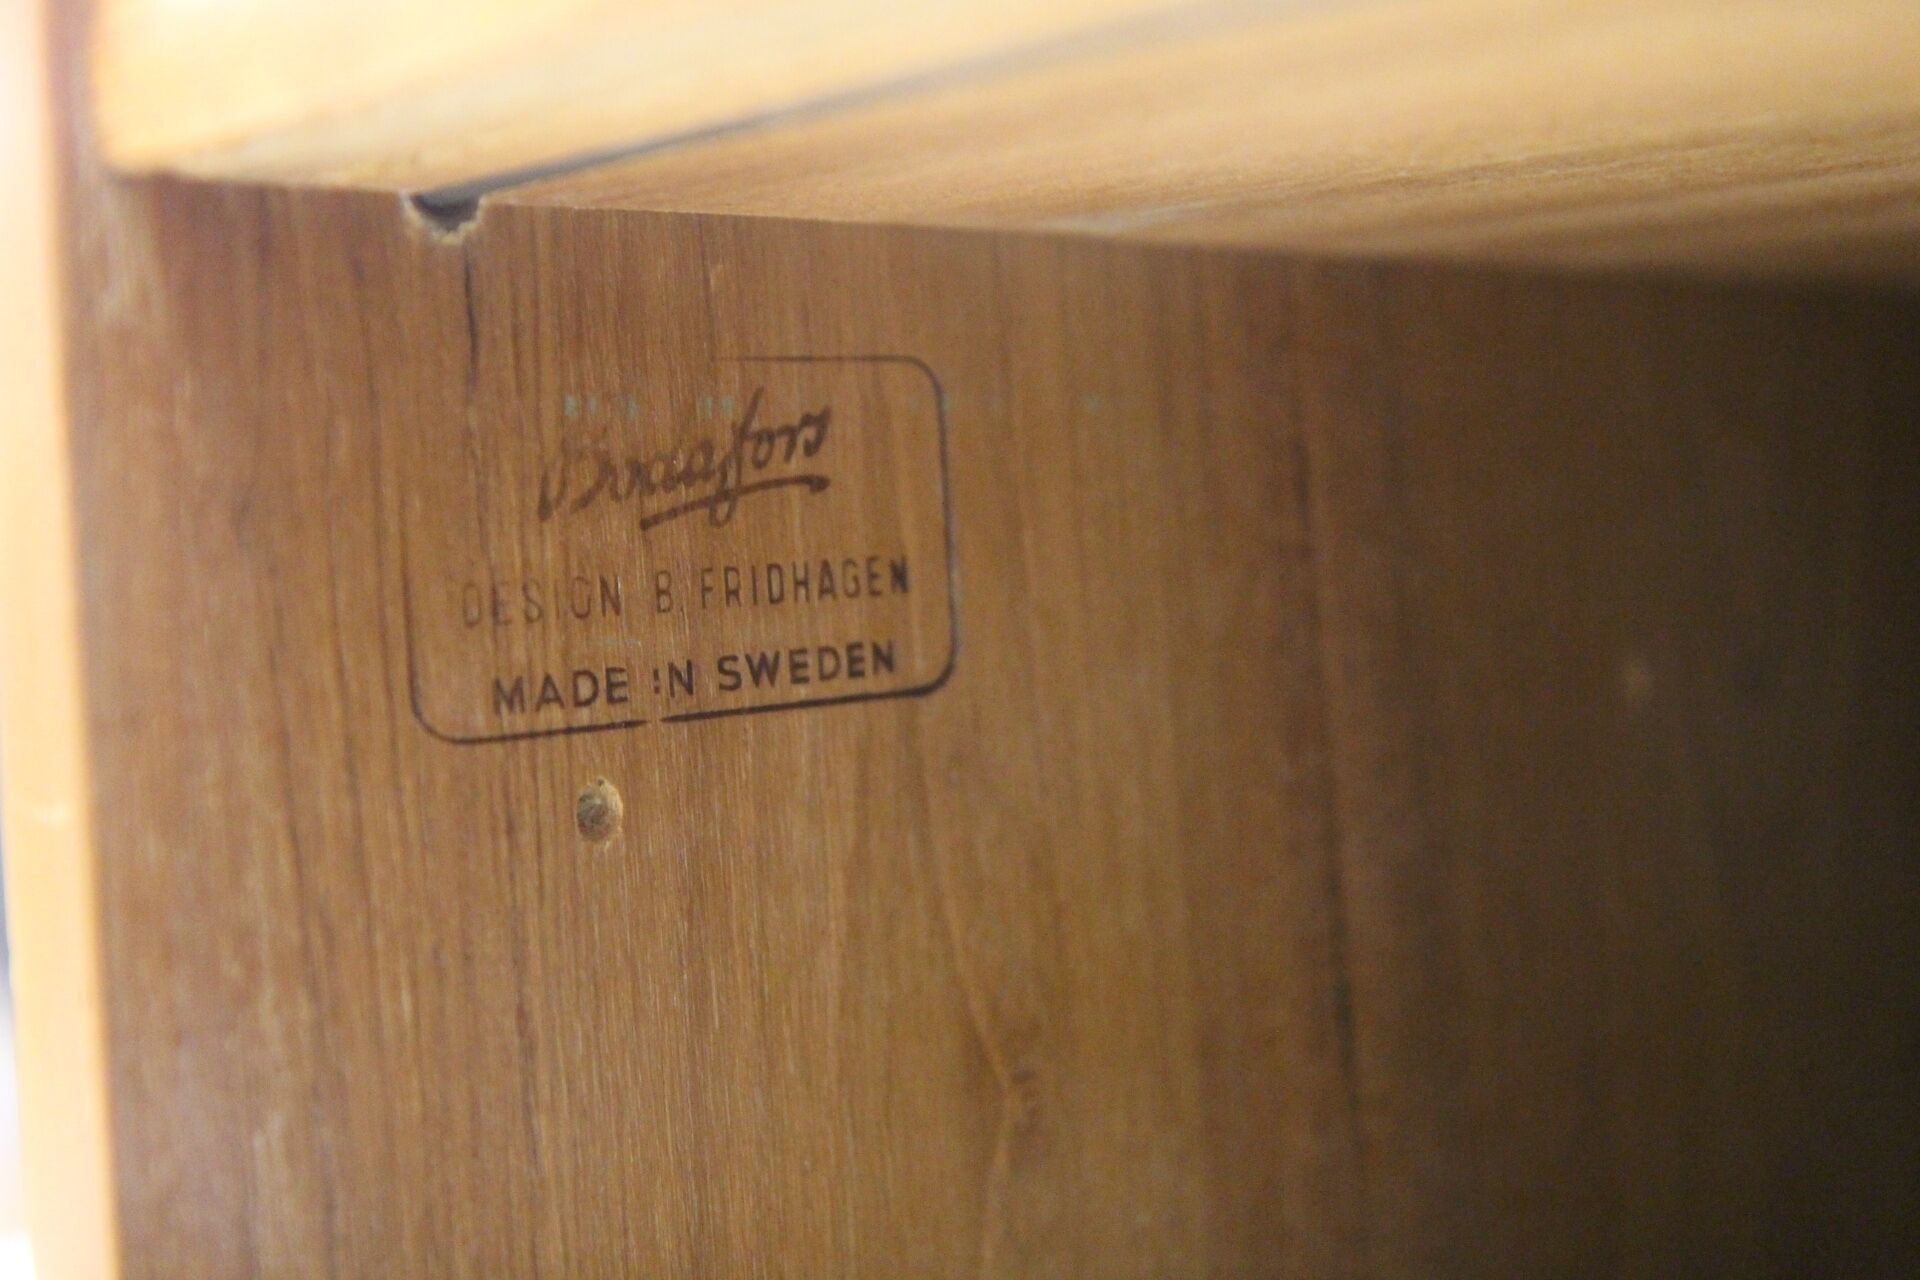 Bodafors
DESIGN B. FRIDHAGEN
MADE IN SWEDEN